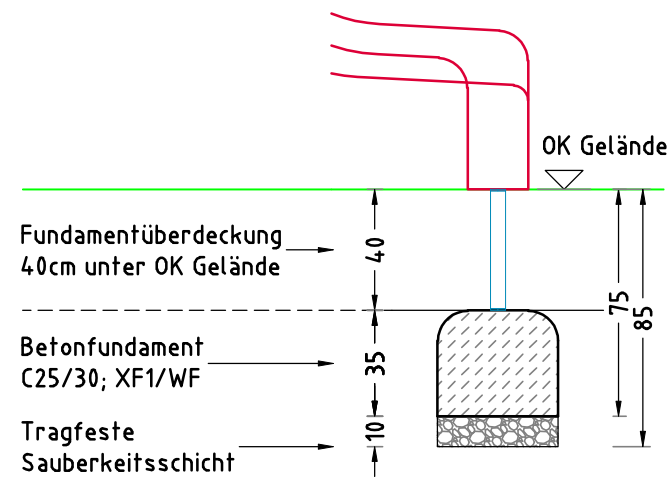 OK Gelände
Fundamentüberdeckung
40cm unter OK Gelände
40
75
85
Betonfundament
C25/30; XF1/WF
35
Tragfeste
Sauberkeitsschicht
10